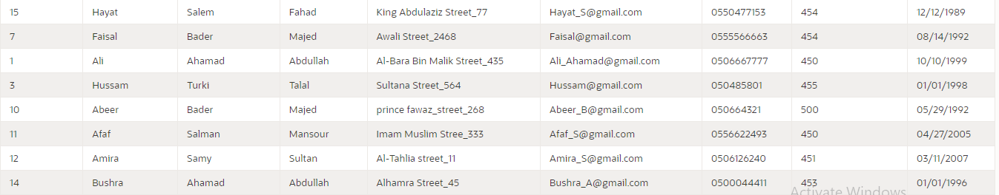 15 Hayat Salem Fahad King Abdulaziz Street_77 Hayat_S@gmail.com 0550477153 454 12/12/1989
7 Faisal Bader Majed Awali Street_2468 Faisal@gmail.com 0555566663 454 08/14/1992
1 Ali Ahamad Abdullah Al-Bara Bin Malik Street_435 Ali_Ahamad@gmail.com 0506667777 450 10/10/1999
3 Hussam Turki Talal Sultana Street_564 Hussam@gmail.com 050485801 455 01/01/1998
10 Abeer Bader Majed prince fawaz_street_268 Abeer_B@gmail.com 050664321 500 05/29/1992
11 Afaf Salman Mansour Imam Muslim Stree_333 Afaf_S@gmail.com 0556622493 450 04/27/2005
12 Amira Samy Sultan Al-Tahlia street_11 Amira_S@gmail.com 0506126240 451 03/11/2007
14 Bushra Ahamad Abdullah Alhamra Street_45 Bushra_A@gmail.com 0500044411 453 01/01/1996
Activate Windows